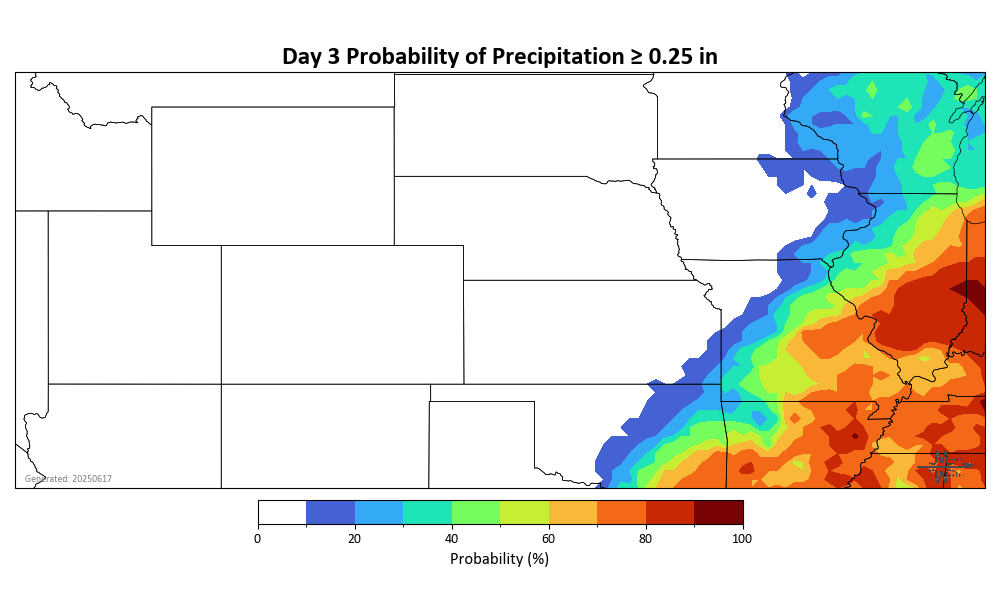 Day 3 Probability of Precipitation ≥ 0.25 in
Generated: 20250617
0 20 40 60 80 100
Probability (%)